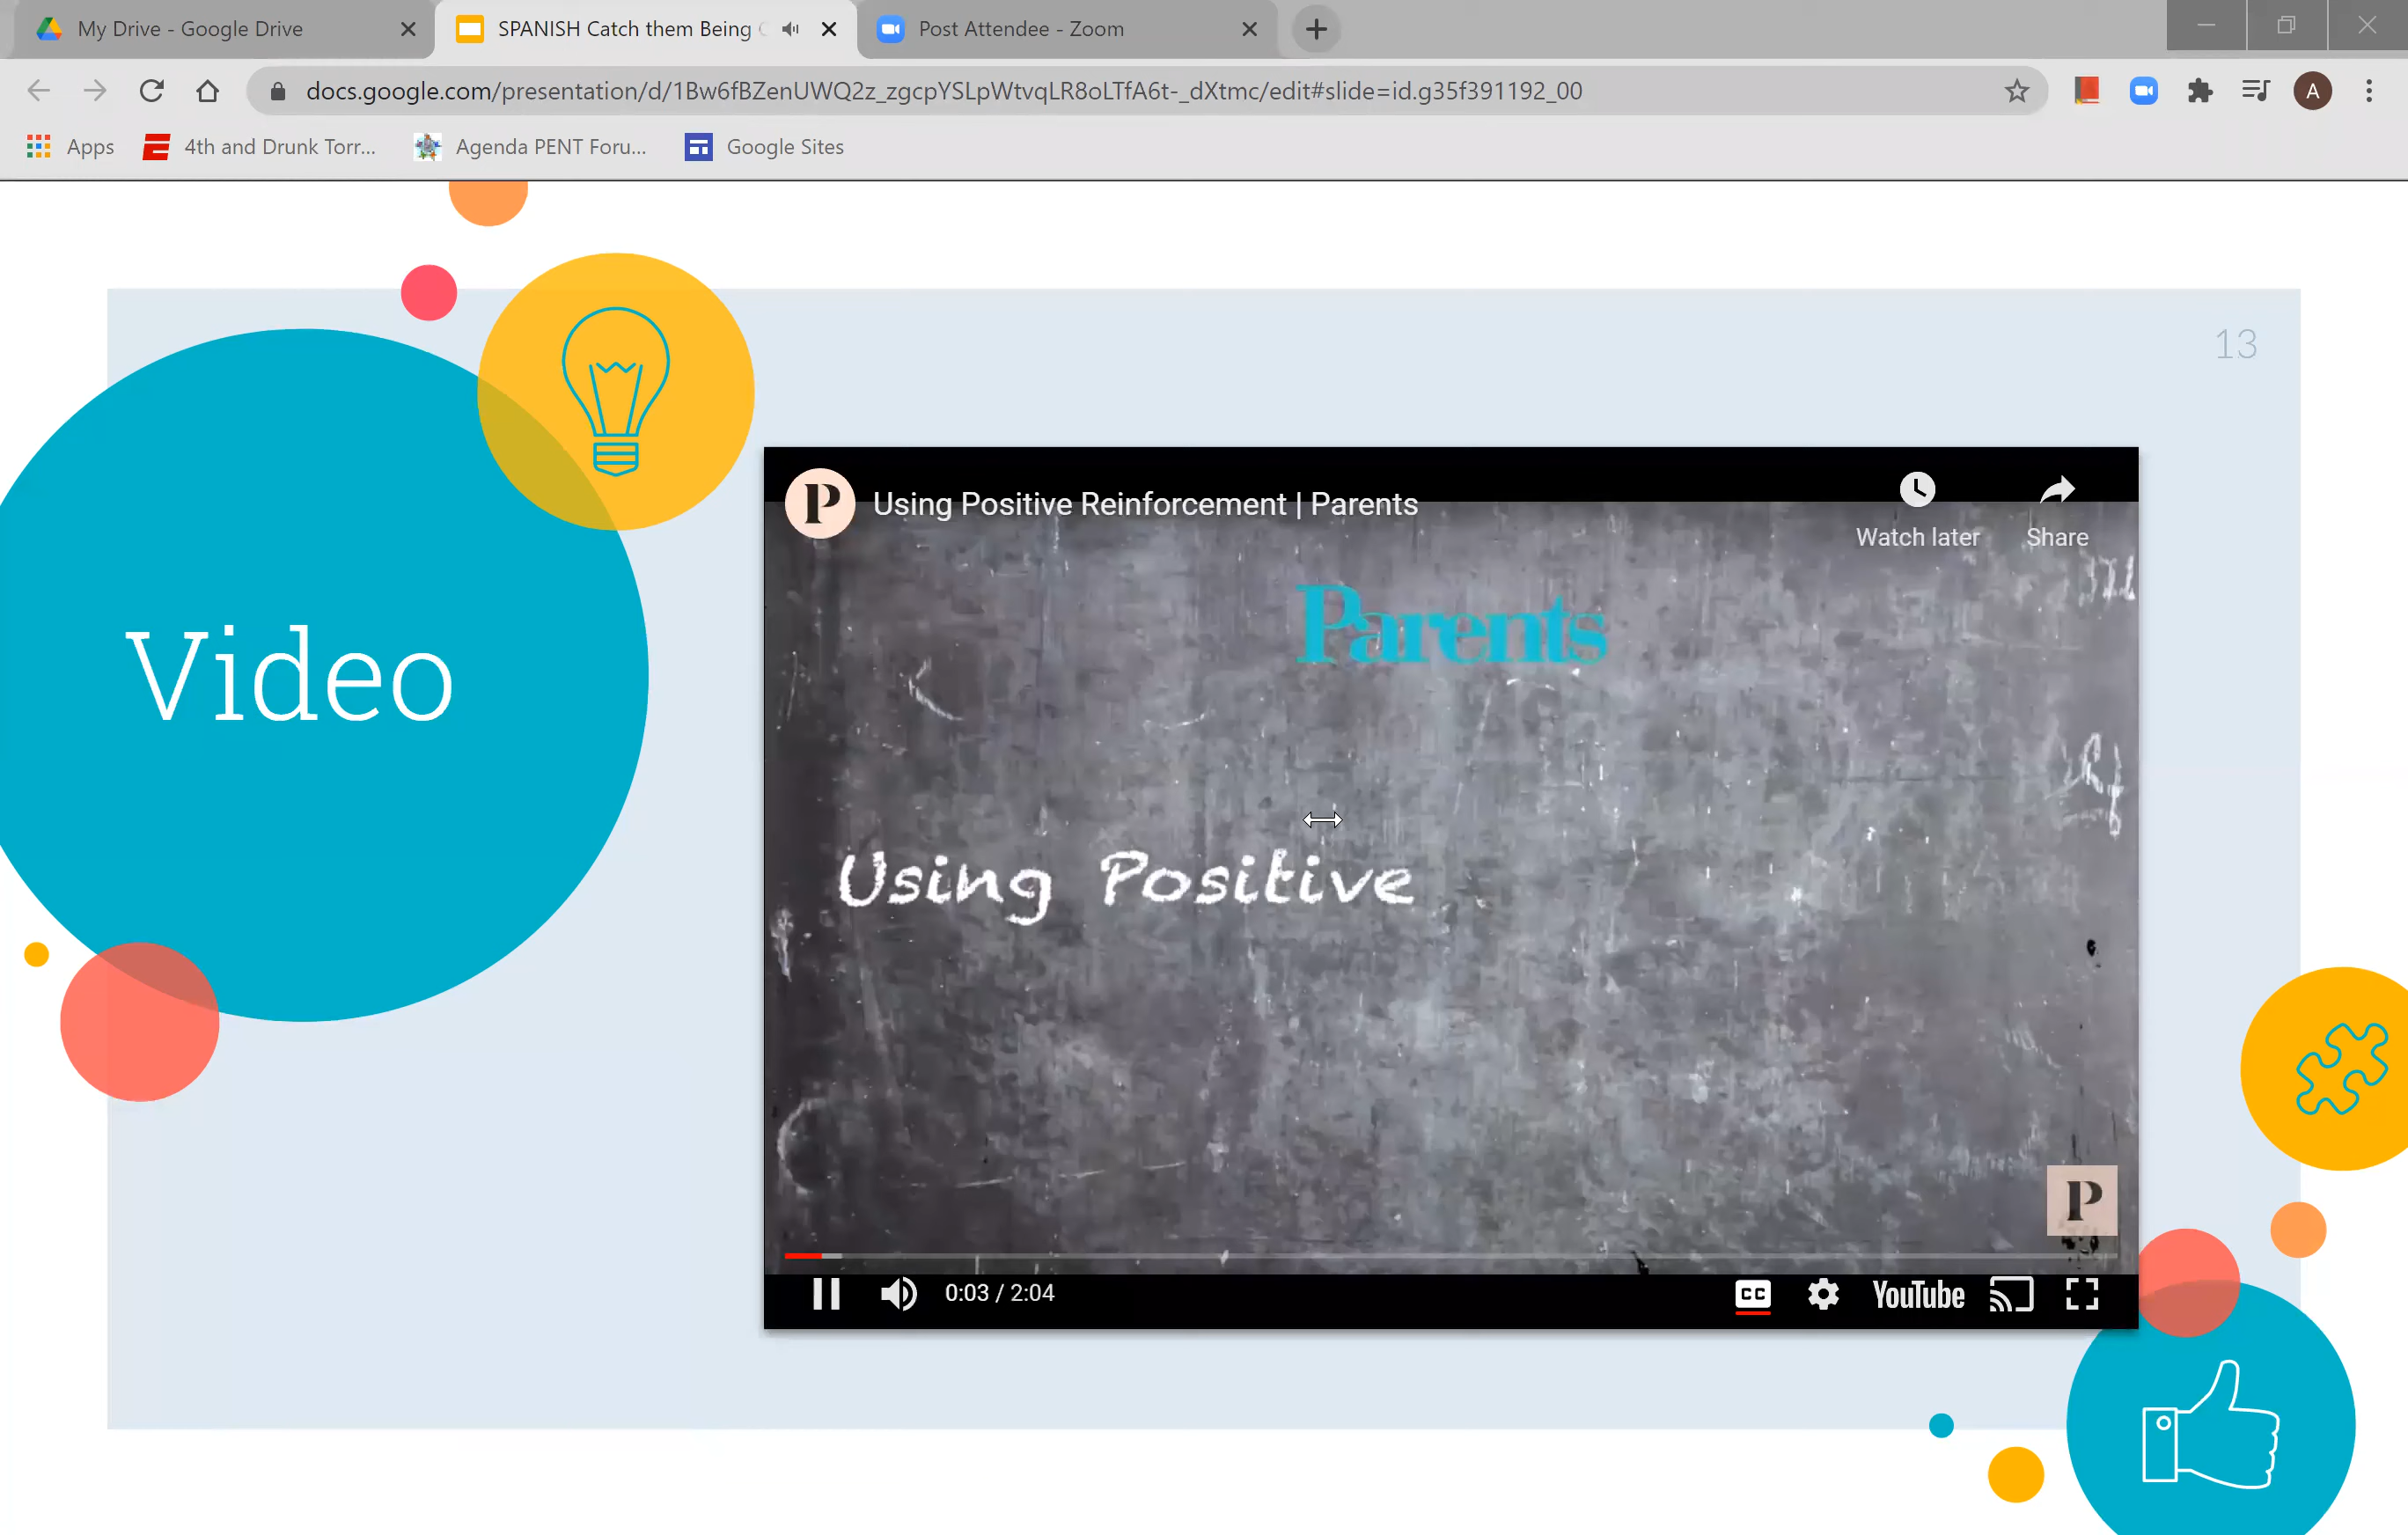 My Drive - Google Drive
SPANISH Catch them Being
Post Attendee - Zoom
docs.google.com/presentation/d/1Bw6fBZenUWQ2z_zgcpYSLpWtvqLR8oLTfA6t-_dXtmc/edit#slide=id.g35f391192_00
A
Apps
4th and Drunk Torr...
Agenda PENT Foru...
Google Sites
13
Video
P
Using Positive Reinforcement | Parents
Watch later
Share
Parents
Using Positive
P
0:03 / 2:04
CC
YouTube